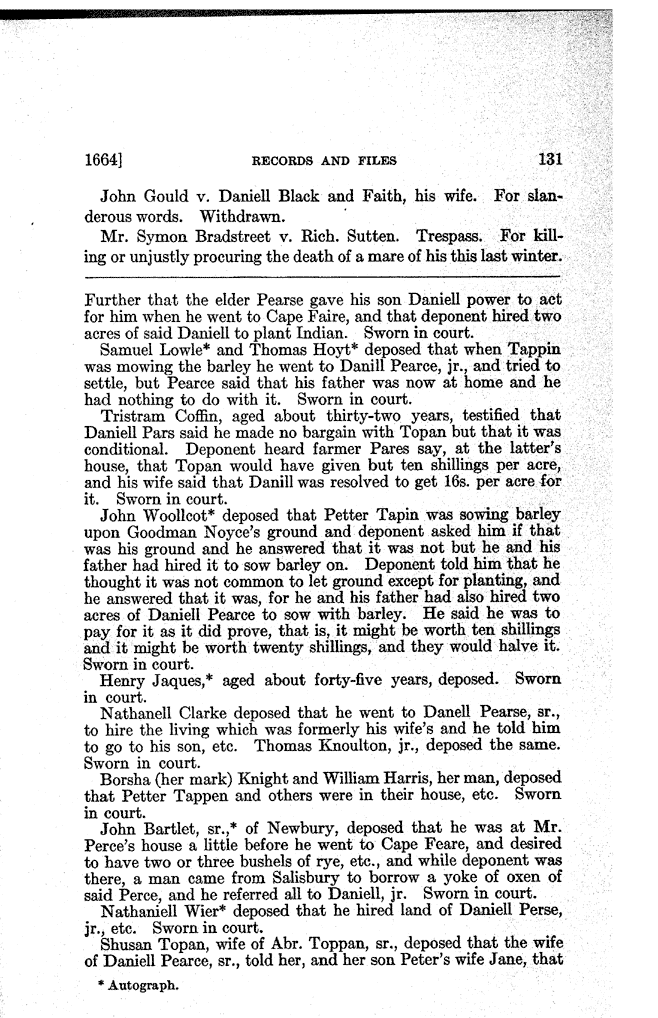 1664] RECORDS AND FILES 131
John Gould v. Daniell Black and Faith, his wife. For slan-
derous words. Withdrawn.
Mr. Symon Bradstreet v. Rich. Sutten. Trespass. For kill-
ing or unjustly procuring the death of a mare of his this last winter.
Further that the elder Pearse gave his son Daniell power to act
for him when he went to Cape Faire, and that deponent hired two
acres of said Daniell to plant Indian. Sworn in court.
Samuel Lowle* and Thomas Hoyt* deposed that when Tappin
was mowing the barley he went to Danill Pearce, jr., and tried to
settle, but Pearce said that his father was now at home and he
had nothing to do with it. Sworn in court.
Tristram Coffin, aged about thirty-two years, testified that
Daniell Pars said he made no bargain with Topan but that it was
conditional. Deponent heard farmer Pares say, at the latter's
house, that Topan would have given but ten shillings per acre,
and his wife said that Danill was resolved to get 16s. per acre for
it. Sworn in court.
John Woollcot* deposed that Petter Tapin was sowing barley
upon Goodman Noyce's ground and deponent asked him if that
was his ground and he answered that it was not but he and his
father had hired it to sow barley on. Deponent told him that he
thought it was not common to let ground except for planting, and
he answered that it was, for he and his father had also hired two
acres of Daniell Pearce to sow with barley. He said he was to
pay for it as it did prove, that is, it might be worth ten shillings
and it might be worth twenty shillings, and they would halve it.
Sworn in court.
Henry Jaques,* aged about forty-five years, deposed. Sworn
in court.
Nathanell Clarke deposed that he went to Danell Pearse, sr.,
to hire the living which was formerly his wife's and he told him
to go to his son, etc. Thomas Knoulton, jr., deposed the same.
Sworn in court.
Borsha (her mark) Knight and William Harris, her man, deposed
that Petter Tappen and others were in their house, etc. Sworn
in court.
John Bartlet, sr.,* of Newbury, deposed that he was at Mr.
Perce's house a little before he went to Cape Feare, and desired
to have two or three bushels of rye, etc., and while deponent was
there, a man came from Salisbury to borrow a yoke of oxen of
said Perce, and he referred all to Daniell, jr. Sworn in court.
Nathaniell Wier* deposed that he hired land of Daniell Perse,
jr., etc. Sworn in court.
Shusan Topan, wife of Abr. Toppan, sr., deposed that the wife
of Daniell Pearce, sr., told her, and her son Peter's wife Jane, that
* Autograph.